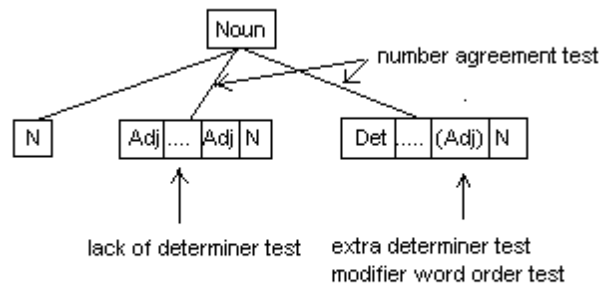 Noun
number agreement test
N
Adj .... Adj N
Det ..... (Adj) N
lack of determiner test
extra determiner test
modifier word order test